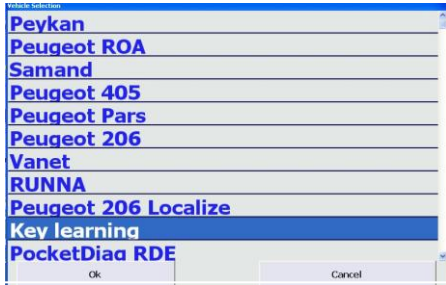 Vehicle Selection
Peykan
Peugeot ROA
Samand
Peugeot 405
Peugeot Pars
Peugeot 206
Vanet
RUNNA
Peugeot 206 Localize
Key learning
PocketDiag RDE
Ok Cancel